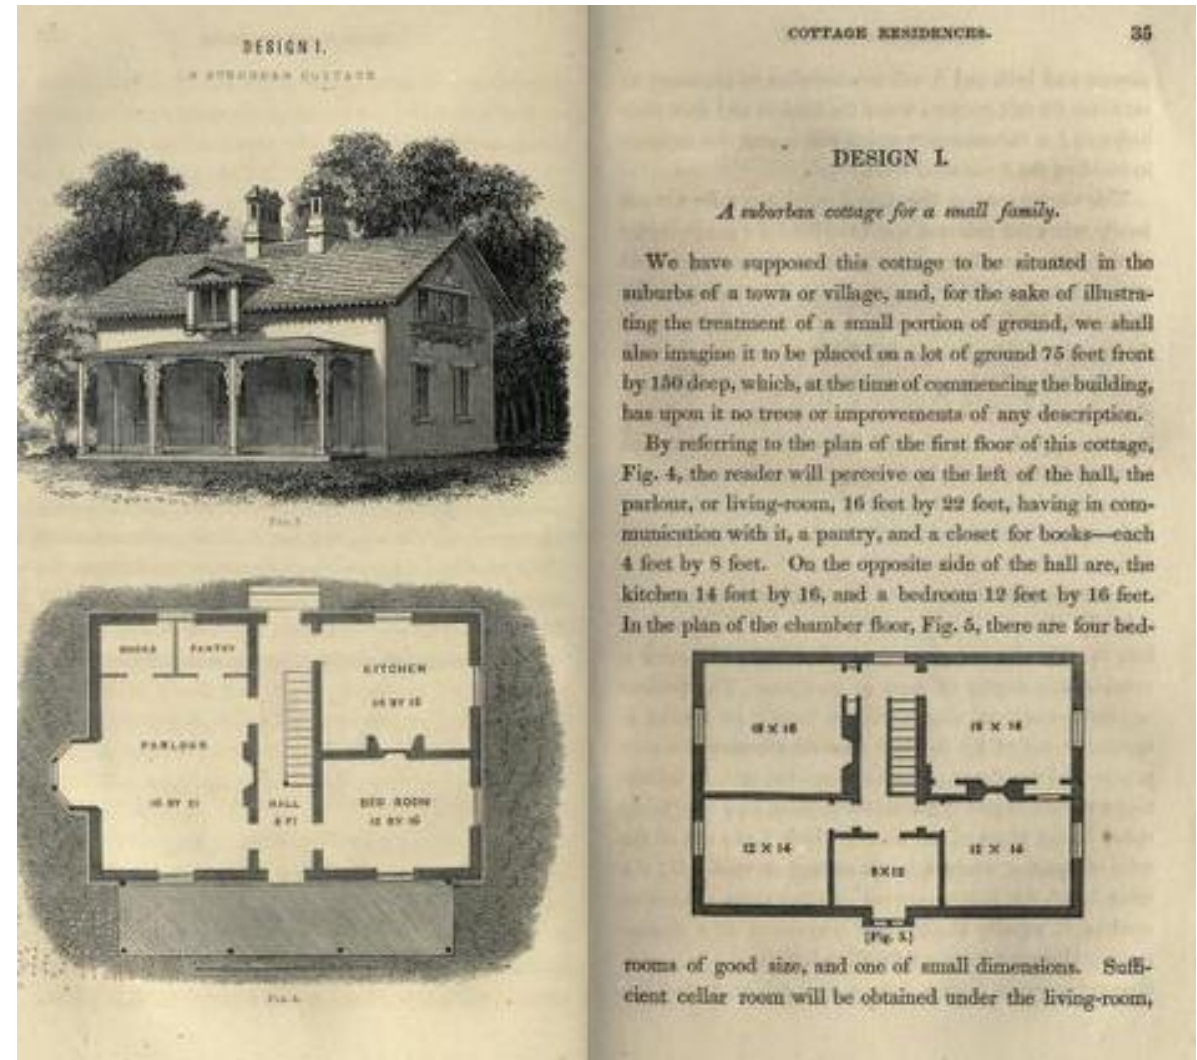 DESIGN I.
A SUBURBAN COTTAGE
BOOKS
PANTRY
KITCHEN
PARLOUR
HALL
BED ROOM
12 BY 16
COTTAGE RESIDENCES. 35
DESIGN I.
A suburban cottage for a small family.
We have supposed this cottage to be situated in the
suburbs of a town or village, and, for the sake of illustra-
ting the treatment of a small portion of ground, we shall
also imagine it to be placed on a lot of ground 75 feet front
by 150 deep, which, at the time of commencing the building,
has upon it no trees or improvements of any description.
By referring to the plan of the first floor of this cottage,
Fig. 4, the reader will perceive on the left of the hall, the
parlour, or living-room, 16 feet by 22 feet, having in com-
munication with it, a pantry, and a closet for books—each
4 feet by 8 feet. On the opposite side of the hall are, the
kitchen 14 feet by 16, and a bedroom 12 feet by 16 feet.
In the plan of the chamber floor, Fig. 5, there are four bed-
12 X 14
12 X 14
8X12
[Fig. 5.]
rooms of good size, and one of small dimensions. Suffi-
cient cellar room will be obtained under the living-room,